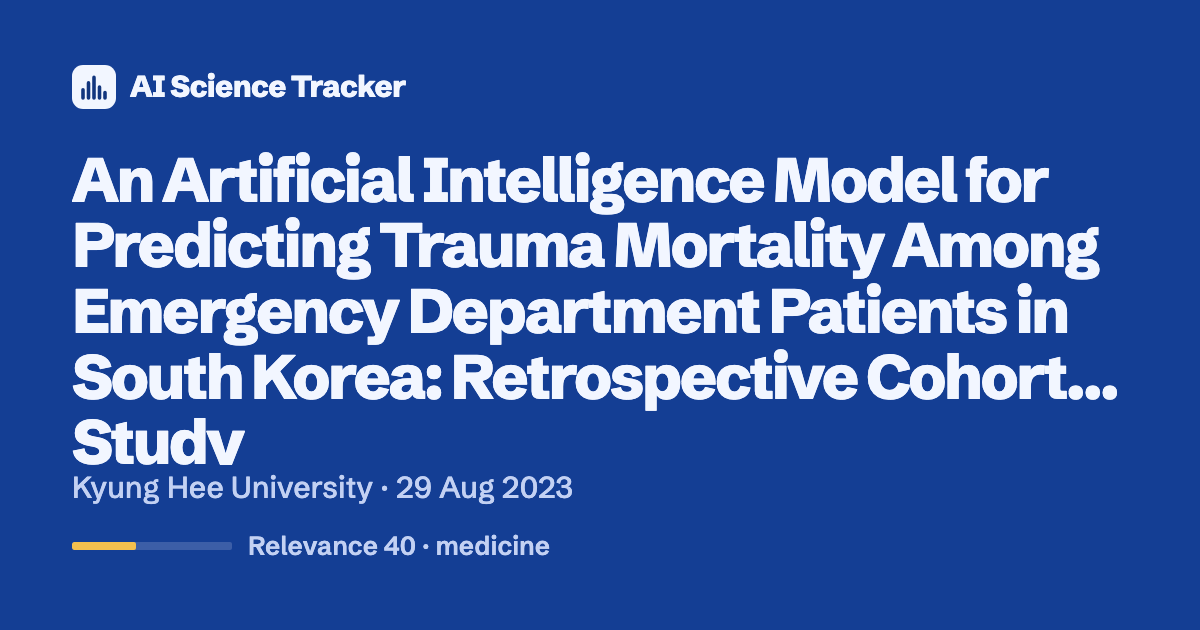 AI Science Tracker
An Artificial Intelligence Model for
Predicting Trauma Mortality Among
Emergency Department Patients in
South Korea: Retrospective Cohort...
Study
Kyung Hee University · 29 Aug 2023
Relevance 40 · medicine